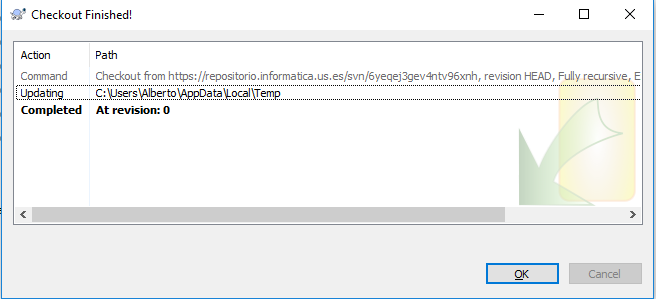 Checkout Finished!
Action Path
Command Checkout from https://repositorio.informatica.us.es/svn/6yeqej3gev4ntv96xnh, revision HEAD, Fully recursive, E
Updating C:\Users\Alberto\AppData\Local\Temp
Completed At revision: 0
OK Cancel